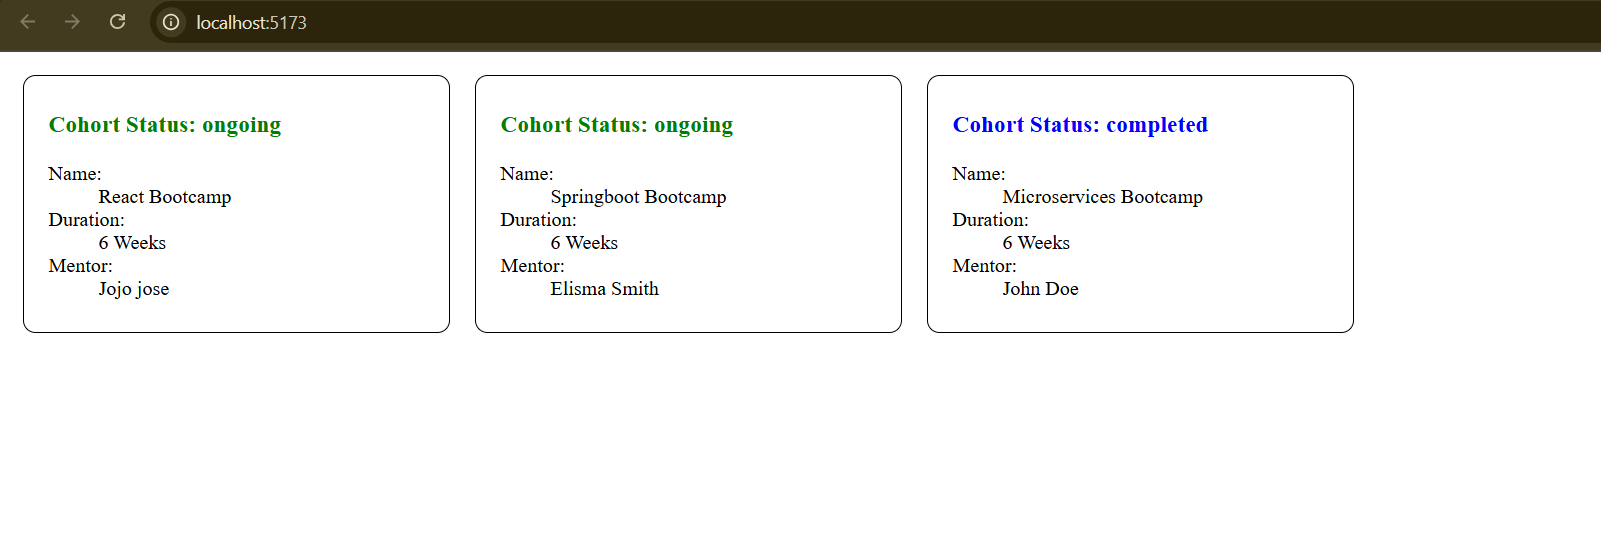 localhost:5173
Cohort Status: ongoing
Name:
React Bootcamp
Duration:
6 Weeks
Mentor:
Jojo jose
Cohort Status: ongoing
Name:
Springboot Bootcamp
Duration:
6 Weeks
Mentor:
Elisma Smith
Cohort Status: completed
Name:
Microservices Bootcamp
Duration:
6 Weeks
Mentor:
John Doe